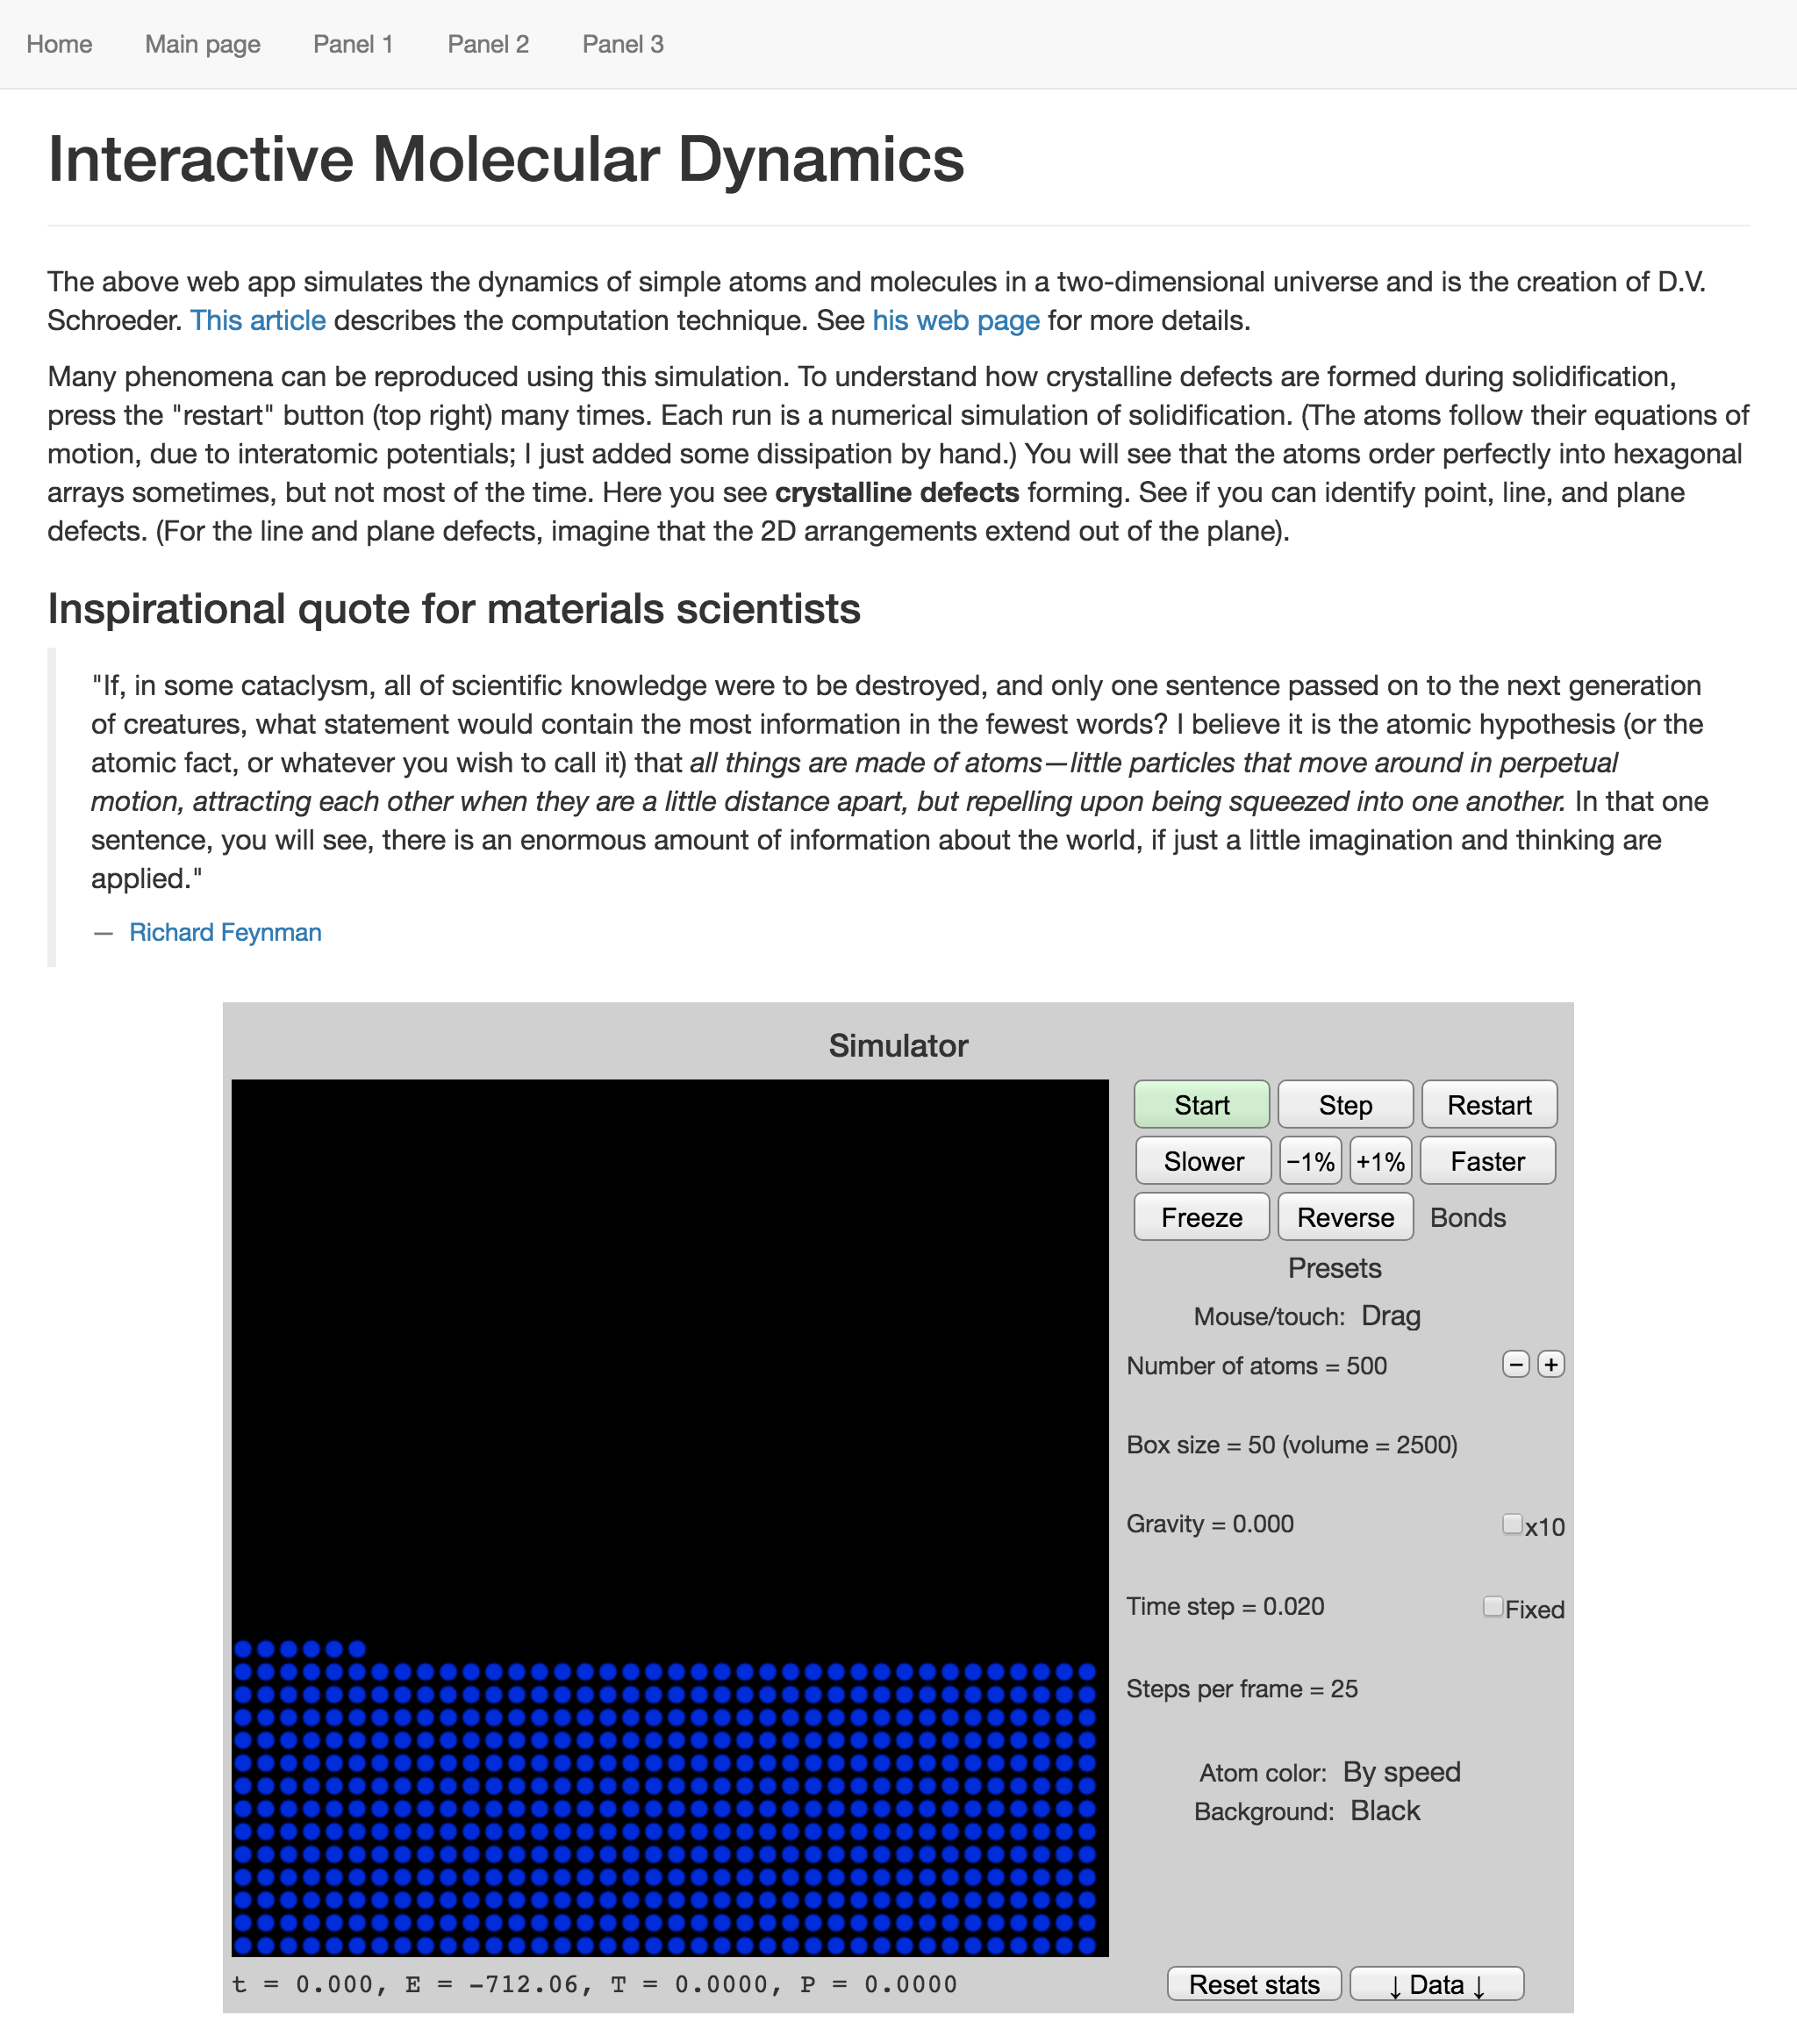 Home Main page Panel 1 Panel 2 Panel 3
Interactive Molecular Dynamics
The above web app simulates the dynamics of simple atoms and molecules in a two-dimensional universe and is the creation of D.V.
Schroeder. This article describes the computation technique. See his web page for more details.
Many phenomena can be reproduced using this simulation. To understand how crystalline defects are formed during solidification,
press the "restart" button (top right) many times. Each run is a numerical simulation of solidification. (The atoms follow their equations of
motion, due to interatomic potentials; I just added some dissipation by hand.) You will see that the atoms order perfectly into hexagonal
arrays sometimes, but not most of the time. Here you see crystalline defects forming. See if you can identify point, line, and plane
defects. (For the line and plane defects, imagine that the 2D arrangements extend out of the plane).
Inspirational quote for materials scientists
"If, in some cataclysm, all of scientific knowledge were to be destroyed, and only one sentence passed on to the next generation
of creatures, what statement would contain the most information in the fewest words? I believe it is the atomic hypothesis (or the
atomic fact, or whatever you wish to call it) that all things are made of atoms—little particles that move around in perpetual
motion, attracting each other when they are a little distance apart, but repelling upon being squeezed into one another. In that one
sentence, you will see, there is an enormous amount of information about the world, if just a little imagination and thinking are
applied."
— Richard Feynman
Simulator
Start Step Restart
Slower −1% +1% Faster
Freeze Reverse Bonds
Presets
Mouse/touch: Drag
Number of atoms = 500 − +
Box size = 50 (volume = 2500)
Gravity = 0.000 x10
Time step = 0.020 Fixed
Steps per frame = 25
Atom color: By speed
Background: Black
t = 0.000, E = −712.06, T = 0.0000, P = 0.0000
Reset stats ↓ Data ↓